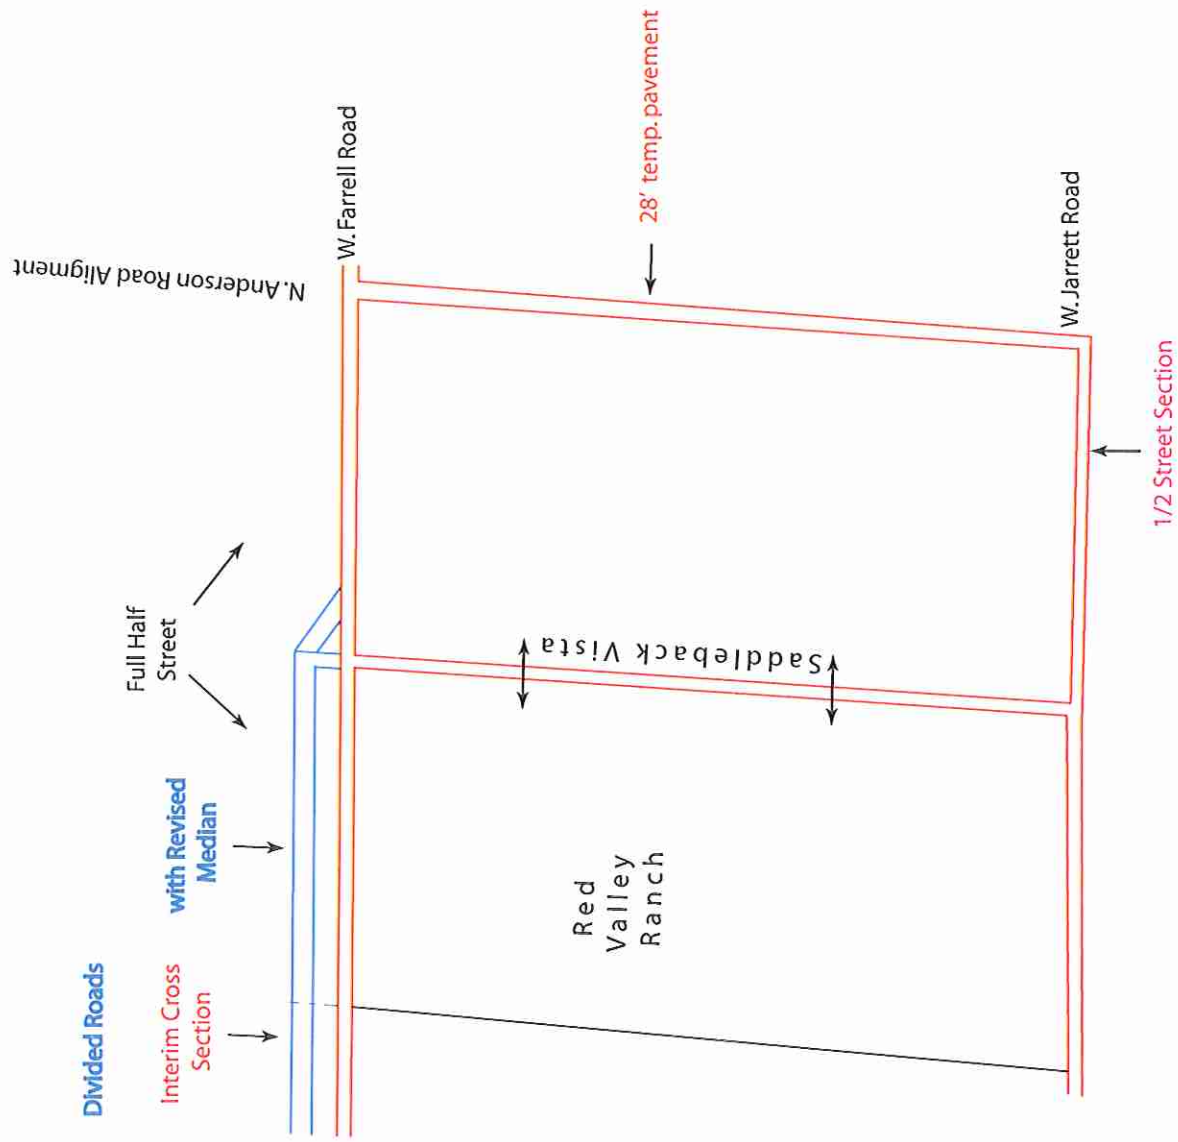 N. Anderson Road Aligment
W. Farrell Road
28' temp. pavement
W. Jarrett Road
1/2 Street Section
Full Half
Street
Saddleback Vista
with Revised
Median
Red
Valley
Ranch
Divided Roads
Interim Cross
Section